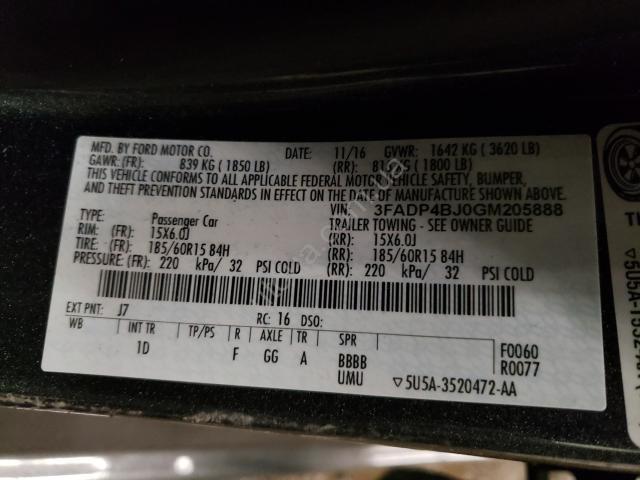 MFD. BY FORD MOTOR CO. DATE: 11/16 GVWR: 1642 KG ( 3620 LB)
GAWR: (FR): 839 KG ( 1850 LB) (RR): KG ( 1800 LB)
THIS VEHICLE CONFORMS TO ALL APPLICABLE FEDERAL MOTOR VEHICLE SAFETY, BUMPER,
AND THEFT PREVENTION STANDARDS IN EFFECT ON THE DATE OF MANUFACTURE SHOWN ABOVE.
VIN: 3FADP4BJ0GM205888
TYPE: Passenger Car TRAILER TOWING - SEE OWNER GUIDE
RIM: (FR): 15X6.0J (RR): 15X6.0J
TIRE: (FR): 185/60R15 84H (RR): 185/60R15 84H
PRESSURE: (FR): 220 kPa/ 32 PSI COLD (RR): 220 kPa/ 32 PSI COLD
EXT PNT: J7 RC: 16 DSO:
WB INT TR TP/PS R AXLE TR SPR F0060
1D F GG A BBBB R0077
UMU ▽5U5A-3520472-AA